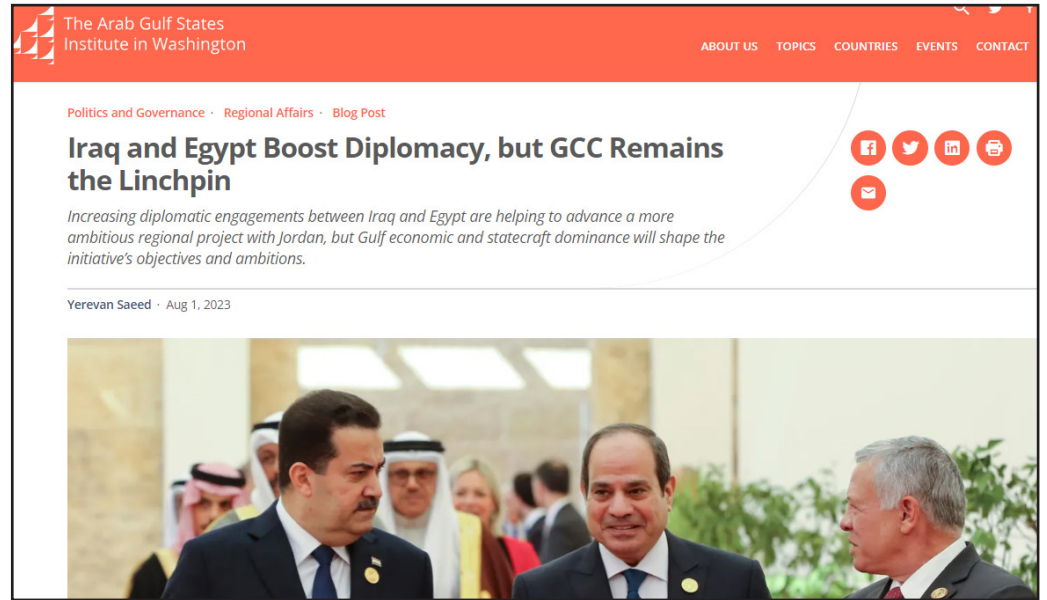 The Arab Gulf States
Institute in Washington
ABOUT US TOPICS COUNTRIES EVENTS CONTACT
Politics and Governance · Regional Affairs · Blog Post
Iraq and Egypt Boost Diplomacy, but GCC Remains
the Linchpin
Increasing diplomatic engagements between Iraq and Egypt are helping to advance a more
ambitious regional project with Jordan, but Gulf economic and statecraft dominance will shape the
initiative's objectives and ambitions.
Yerevan Saeed · Aug 1, 2023